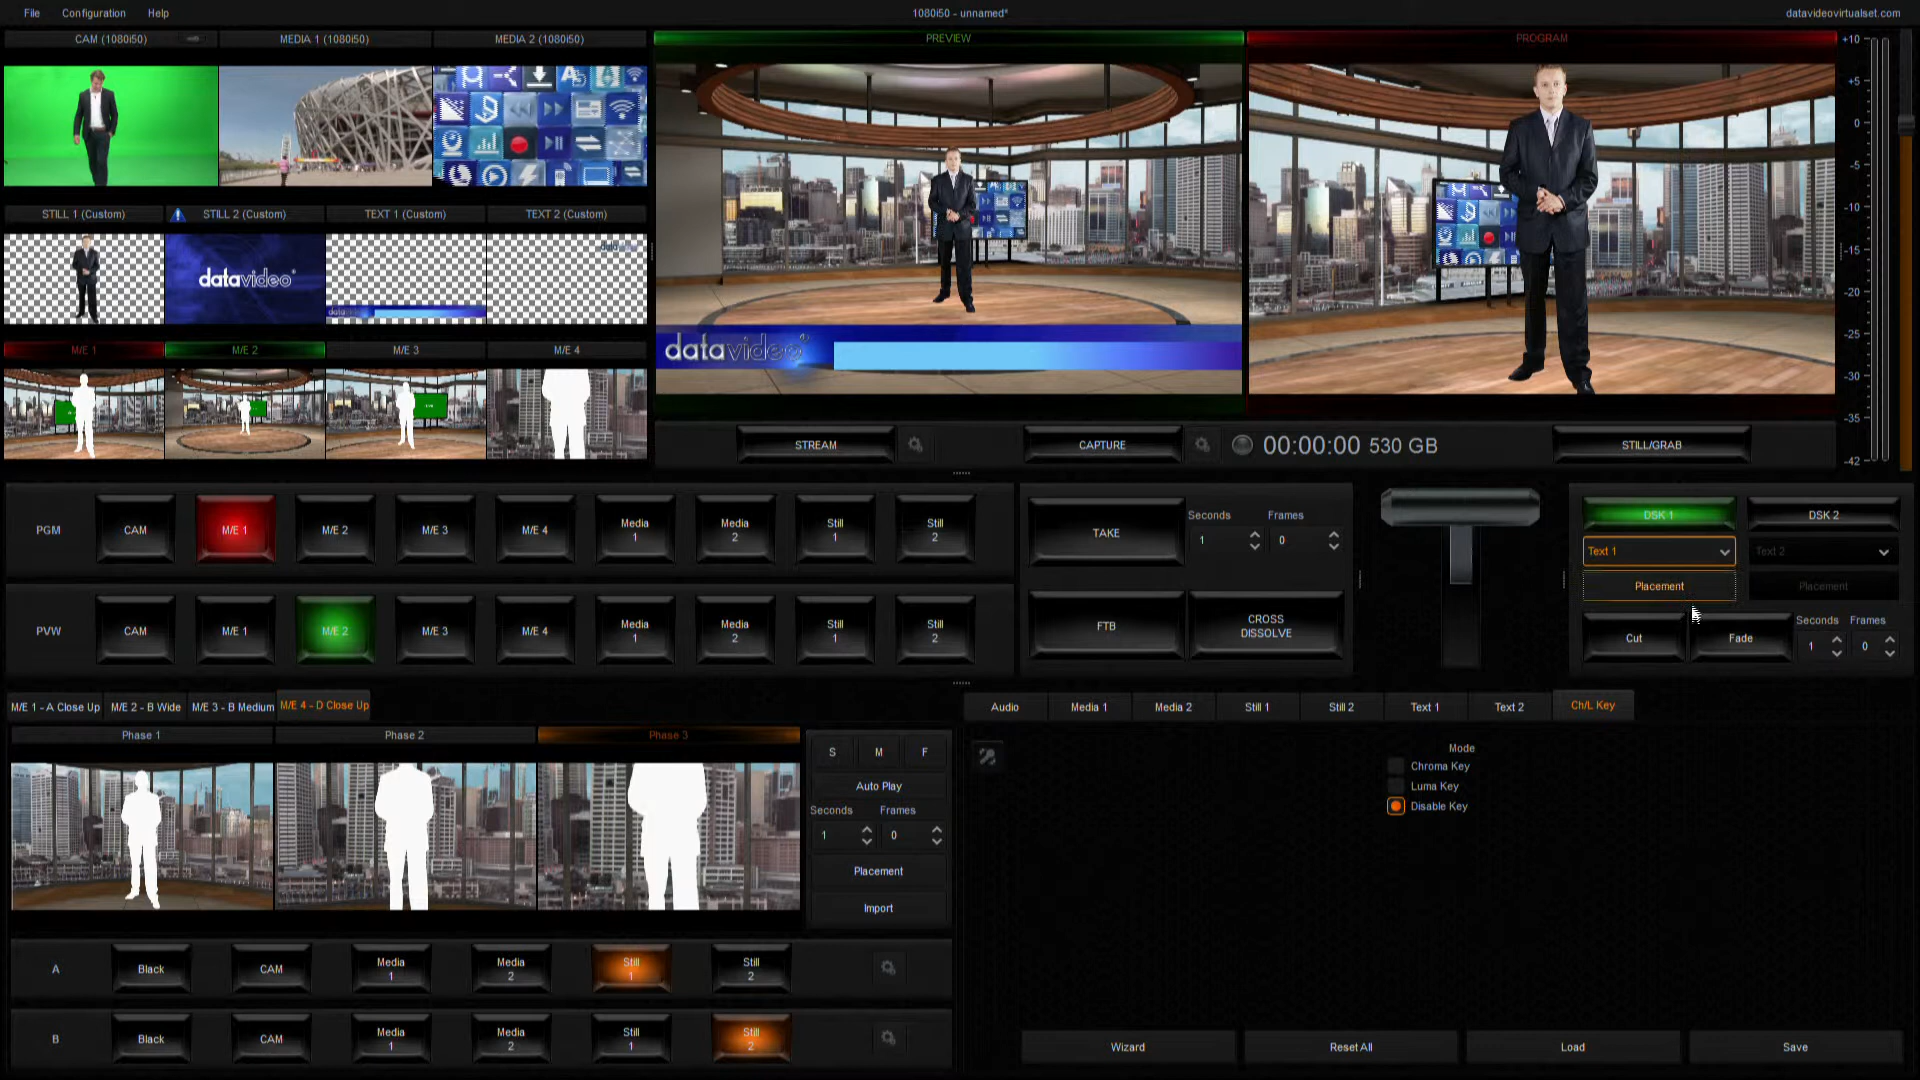 File Configuration Help
1080i50 - unnamed*
datavideovirtualset.com
CAM (1080i50)
MEDIA 1 (1080i50)
MEDIA 2 (1080i50)
PREVIEW
PROGRAM
+10
+5
0
-5
-10
-15
-20
-25
-30
-35
-42
STILL 1 (Custom)
STILL 2 (Custom)
TEXT 1 (Custom)
TEXT 2 (Custom)
datavideo
datavideo
datavideo
datavideo
M/E 1
M/E 2
M/E 3
M/E 4
STREAM
CAPTURE
00:00:00 530 GB
STILL/GRAB
PGM
CAM
M/E 1
M/E 2
M/E 3
M/E 4
Media 1
Media 2
Still 1
Still 2
PVW
CAM
M/E 1
M/E 2
M/E 3
M/E 4
Media 1
Media 2
Still 1
Still 2
TAKE
Seconds
Frames
1
0
FTB
CROSS DISSOLVE
DSK 1
DSK 2
Text 1
Text 2
Placement
Placement
Cut
Fade
Seconds
Frames
1
0
M/E 1 - A Close Up
M/E 2 - B Wide
M/E 3 - B Medium
M/E 4 - D Close Up
Phase 1
Phase 2
Phase 3
S
M
F
Auto Play
Seconds
Frames
1
0
Placement
Import
A
Black
CAM
Media 1
Media 2
Still 1
Still 2
B
Black
CAM
Media 1
Media 2
Still 1
Still 2
Audio
Media 1
Media 2
Still 1
Still 2
Text 1
Text 2
Ch/L Key
Mode
Chroma Key
Luma Key
Disable Key
Wizard
Reset All
Load
Save